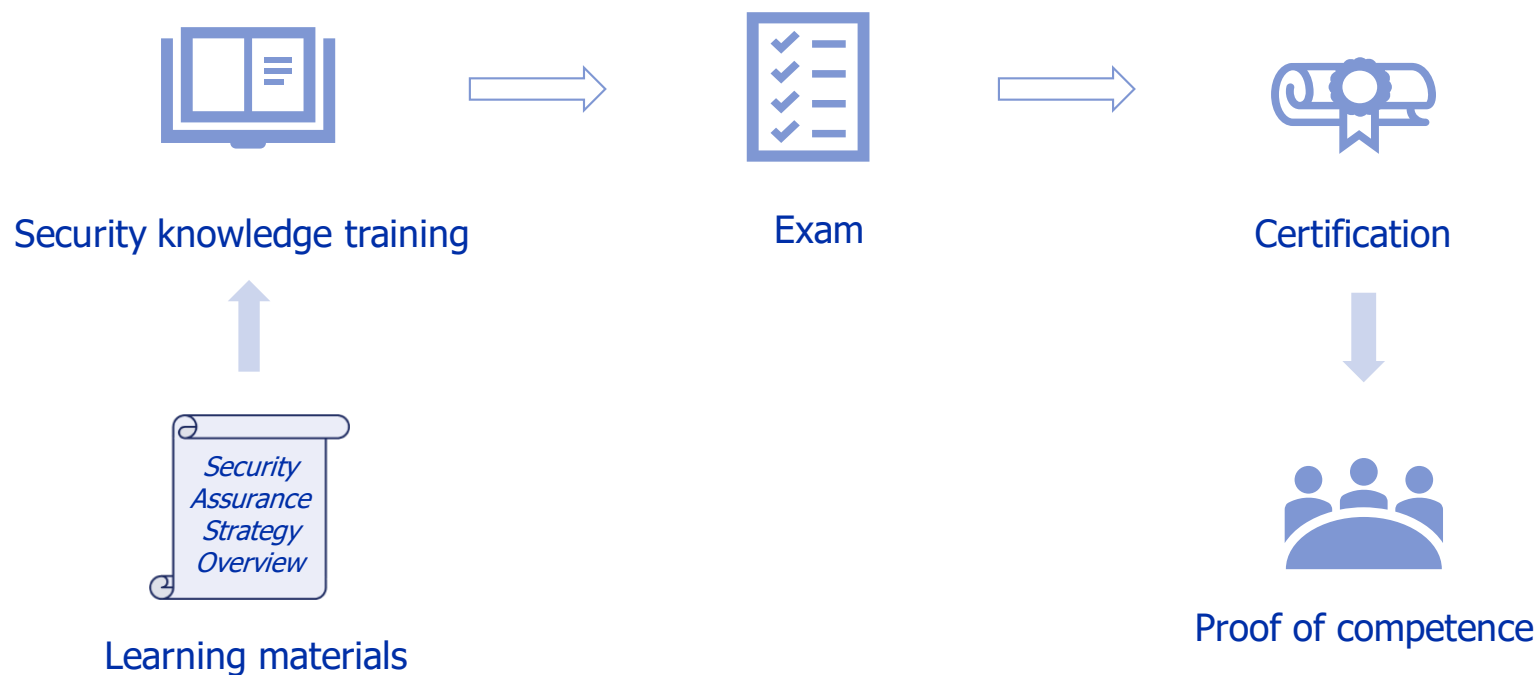 Security knowledge training
Exam
Certification
Security
Assurance
Strategy
Overview
Learning materials
Proof of competence